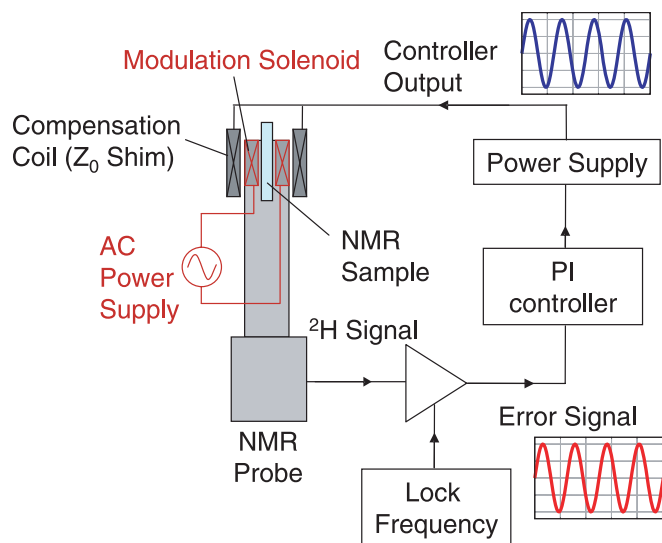 Modulation Solenoid
Controller
Output
Compensation
Coil (Z₀ Shim)
Power Supply
NMR
Sample
AC
Power
Supply
PI
controller
²H Signal
Error Signal
NMR
Probe
Lock
Frequency